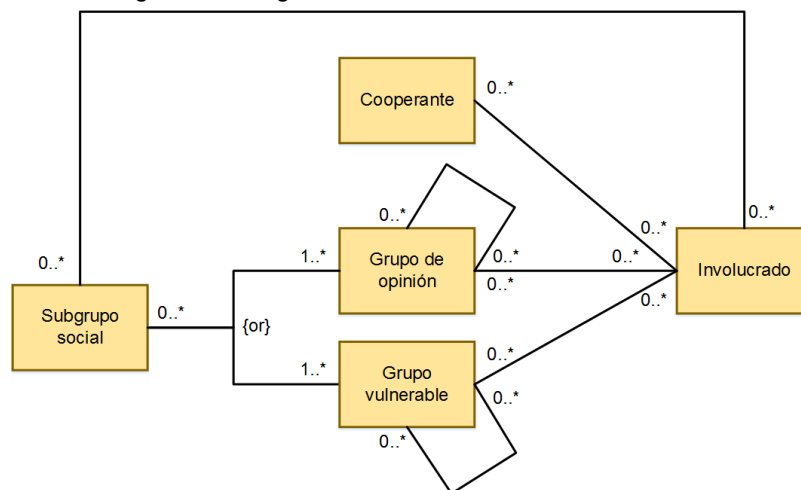 0..*
Cooperante
0..*
0..*
0..*
0..*
1..*
Grupo de
opinión
0..*
0..*
0..*
Involucrado
0..*
0..*
Subgrupo
social
0..*
{or}
1..*
Grupo
vulnerable
0..*
0..*
0..*